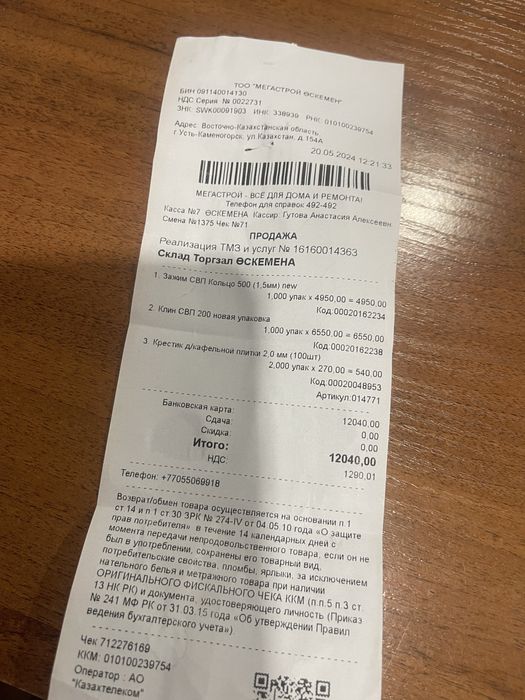 ТОО "МЕГАСТРОЙ ӨСКЕМЕН"
БИН 091140014130
НДС Серия № 0022731
ЗНК: SWK00091903 ИНК: 338939 РНК: 010100239754
Адрес: Восточно-Казахстанская область,
г.Усть-Каменогорск, ул.Казахстан, д.154А
20.05.2024 12:21:33
МЕГАСТРОЙ - ВСЁ ДЛЯ ДОМА И РЕМОНТА!
Телефон для справок 492-492
Касса №7 ӨСКЕМЕНА Кассир: Гутова Анастасия Алексеевн
Смена №1375 Чек №71
ПРОДАЖА
Реализация ТМЗ и услуг № 16160014363
Склад Торгзал ӨСКЕМЕНА
1. Зажим СВП Кольцо 500 (1,5мм) new
1,000 упак x 4950,00 = 4950,00
Код:00020162234
2. Клин СВП 200 новая упаковка
1,000 упак x 6550,00 = 6550,00
Код:00020162238
3. Крестик д/кафельной плитки 2,0 мм (100шт)
2,000 упак x 270,00 = 540,00
Код:00020048953
Артикул:014771
Банковская карта: 12040,00
Сдача: 0,00
Скидка: 0,00
Итого: 12040,00
НДС: 1290,01
Телефон: +77055069918
Возврат/обмен товара осуществляется на основании п.1
ст 14 и п 1 ст.30 ЗРК № 274-IV от 04.05.10 года «О защите
прав потребителя» в течение 14 календарных дней с
момента передачи непродовольственного товара, если он не
был в употреблении, сохранены его товарный вид,
потребительские свойства, пломбы, ярлыки, за исключением
нательного белья и метражного товара при наличии
ОРИГИНАЛЬНОГО ФИСКАЛЬНОГО ЧЕКА ККМ (п.п.5 п.3 ст.
13 НК РК) и документа, удостоверяющего личность (Приказ
№ 241 МФ РК от 31.03.15 года «Об утверждении Правил
ведения бухгалтерского учета»)
Чек 712276169
ККМ: 010100239754
Оператор : АО
"Казахтелеком"